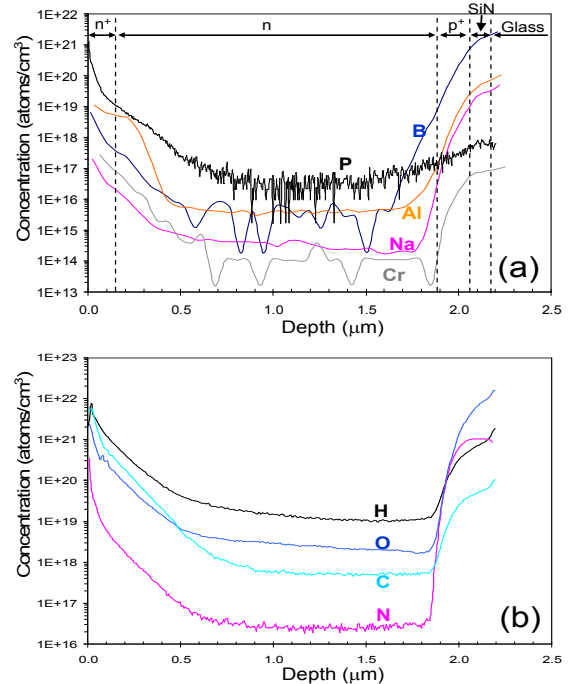 SiN
n+ n p+ Glass
1E+22
1E+21
1E+20
1E+19
1E+18
1E+17
1E+16
1E+15
1E+14
1E+13
Concentration (atoms/cm3)
B
P
Al
Na
Cr
(a)
0.0 0.5 1.0 1.5 2.0 2.5
Depth (μm)
1E+23
1E+22
1E+21
1E+20
1E+19
1E+18
1E+17
1E+16
Concentration (atoms/cm3)
H
O
C
N
(b)
0.0 0.5 1.0 1.5 2.0 2.5
Depth (μm)